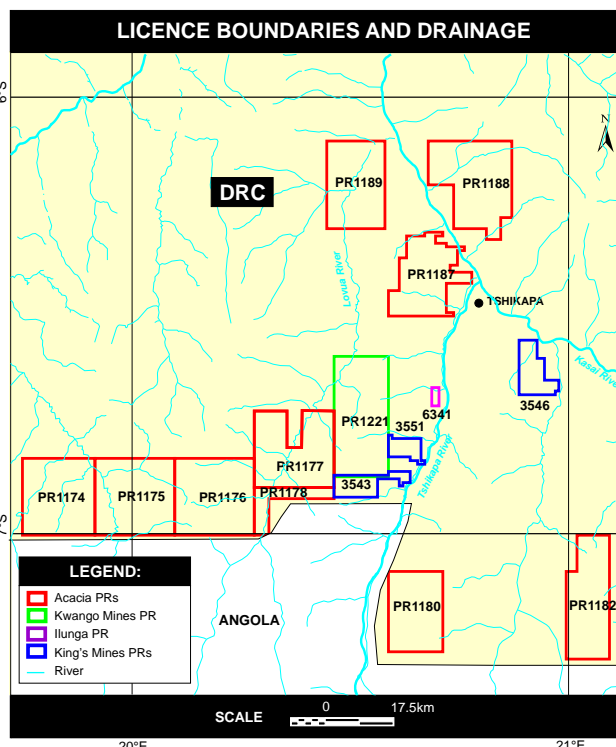 LICENCE BOUNDARIES AND DRAINAGE
6°S
N
PR1189
PR1188
DRC
Lovua River
PR1187
TSHIKAPA
Kasai River
3546
6341
PR1221
3551
PR1177
3543
Tshikapa River
PR1174
PR1175
PR1176
PR1178
7°S
LEGEND:
Acacia PRs
Kwango Mines PR
Ilunga PR
King's Mines PRs
River
ANGOLA
PR1180
PR1182
SCALE
0
17.5km
20°E
21°E